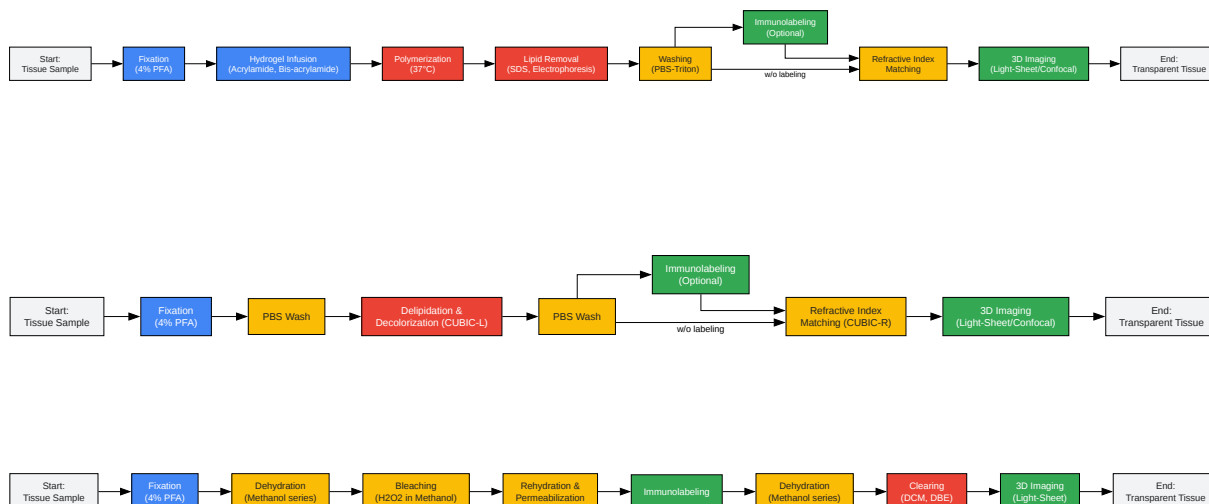 Immunolabeling
(Optional)
Start:
Tissue Sample
Fixation
(4% PFA)
Hydrogel Infusion
(Acrylamide, Bis-acrylamide)
Polymerization
(37°C)
Lipid Removal
(SDS, Electrophoresis)
Washing
(PBS-Triton)
w/o labeling
Refractive Index
Matching
3D Imaging
(Light-Sheet/Confocal)
End:
Transparent Tissue
Immunolabeling
(Optional)
Start:
Tissue Sample
Fixation
(4% PFA)
PBS Wash
Delipidation &
Decolorization (CUBIC-L)
PBS Wash
w/o labeling
Refractive Index
Matching (CUBIC-R)
3D Imaging
(Light-Sheet/Confocal)
End:
Transparent Tissue
Start:
Tissue Sample
Fixation
(4% PFA)
Dehydration
(Methanol series)
Bleaching
(H2O2 in Methanol)
Rehydration &
Permeabilization
Immunolabeling
Dehydration
(Methanol series)
Clearing
(DCM, DBE)
3D Imaging
(Light-Sheet)
End:
Transparent Tissue